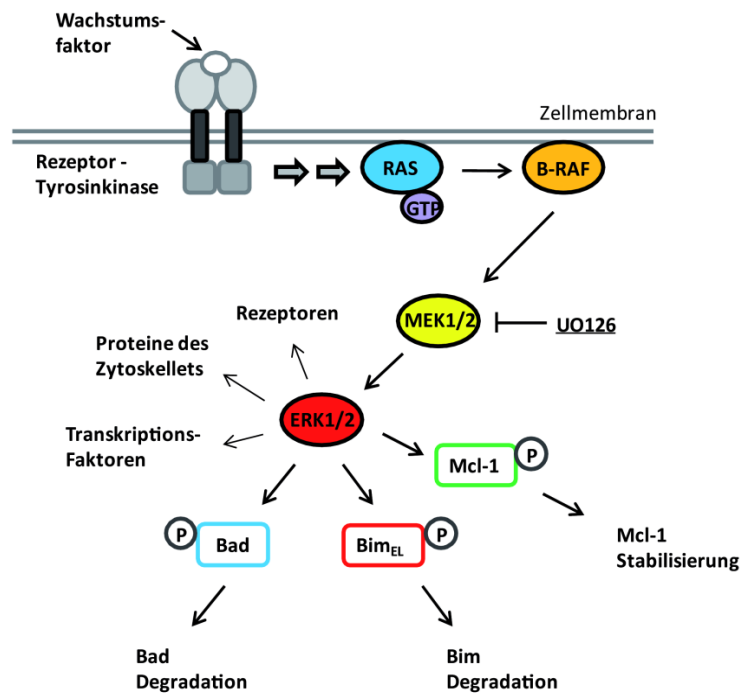 Wachstums-
faktor
Zellmembran
Rezeptor -
Tyrosinkinase
RAS
B-RAF
GTP
MEK1/2
UO126
Rezeptoren
Proteine des
Zytoskellets
ERK1/2
Transkriptions-
Faktoren
Mcl-1
P
P
Bad
Bim EL
P
Mcl-1
Stabilisierung
Bad
Degradation
Bim
Degradation